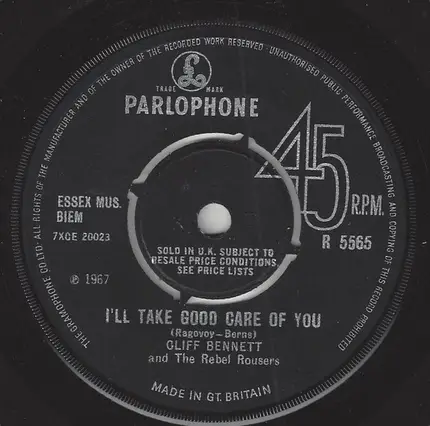 THE GRAMOPHONE CO. LTD. ALL RIGHTS OF THE MANUFACTURER AND OF THE OWNER OF THE RECORDED WORK RESERVED · UNAUTHORISED PUBLIC PERFORMANCE BROADCASTING AND COPYING OF THIS RECORD PROHIBITED
£
TRADE MARK
PARLOPHONE
45
R.P.M.
R 5565
ESSEX MUS.
BIEM
7XCE 20023
℗ 1967
SOLD IN U.K. SUBJECT TO
RESALE PRICE CONDITIONS,
SEE PRICE LISTS
I'LL TAKE GOOD CARE OF YOU
(Ragovoy—Berns)
CLIFF BENNETT
and The Rebel Rousers
MADE IN GT. BRITAIN